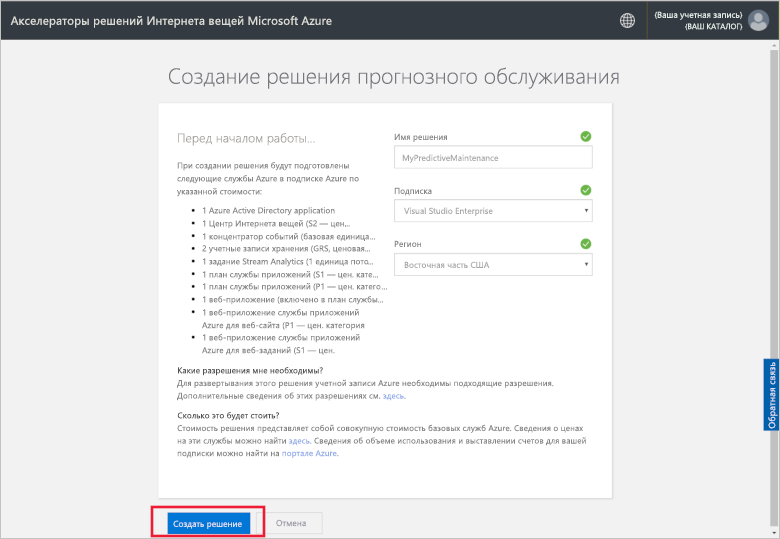 Акселераторы решений Интернета вещей Microsoft Azure
(Ваша учетная запись)
(ВАШ КАТАЛОГ)
Создание решения прогнозного обслуживания
Перед началом работы...
При создании решения будут подготовлены
следующие службы Azure в подписке Azure по
указанной стоимости:
1 Azure Active Directory application
1 Центр Интернета вещей (S2 — цен...
1 концентратор событий (базовая единица...
2 учетные записи хранения (GRS, ценовая...
1 задание Stream Analytics (1 единица пото...
1 план службы приложений (S1 — цен. кате...
1 план службы приложений (P1 — цен. катего...
1 веб-приложение (включено в план службы...
1 веб-приложение службы приложений
Azure для веб-сайта (P1 — цен. категория
1 веб-приложение службы приложений
Azure для веб-заданий (S1 — цен.
Имя решения
MyPredictiveMaintenance
Подписка
Visual Studio Enterprise
Регион
Восточная часть США
Какие разрешения мне необходимы?
Для развертывания этого решения учетной записи Azure необходимы подходящие разрешения.
Дополнительные сведения об этих разрешениях см. здесь.
Сколько это будет стоить?
Стоимость решения представляет собой совокупную стоимость базовых служб Azure. Сведения о ценах
на эти службы можно найти здесь. Сведения об объеме использования и выставлении счетов для вашей
подписки можно найти на портале Azure.
Обратная связь
Создать решение
Отмена